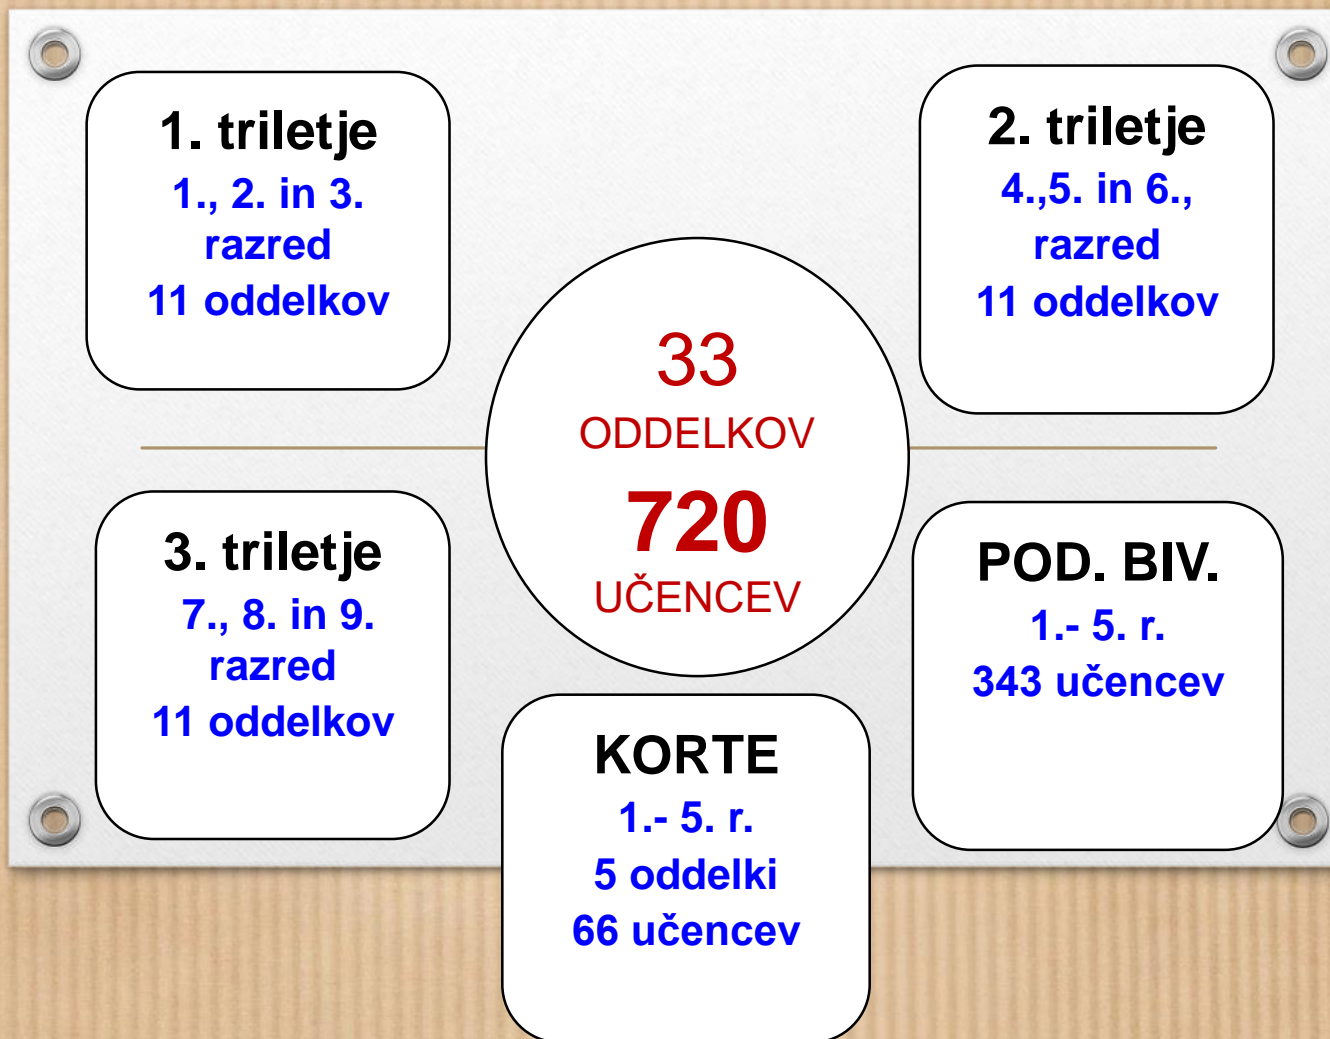 1. triletje
1., 2. in 3.
razred
11 oddelkov
2. triletje
4.,5. in 6.,
razred
11 oddelkov
33
ODDELKOV
720
UČENCEV
3. triletje
7., 8. in 9.
razred
11 oddelkov
POD. BIV.
1.- 5. r.
343 učencev
KORTE
1.- 5. r.
5 oddelki
66 učencev